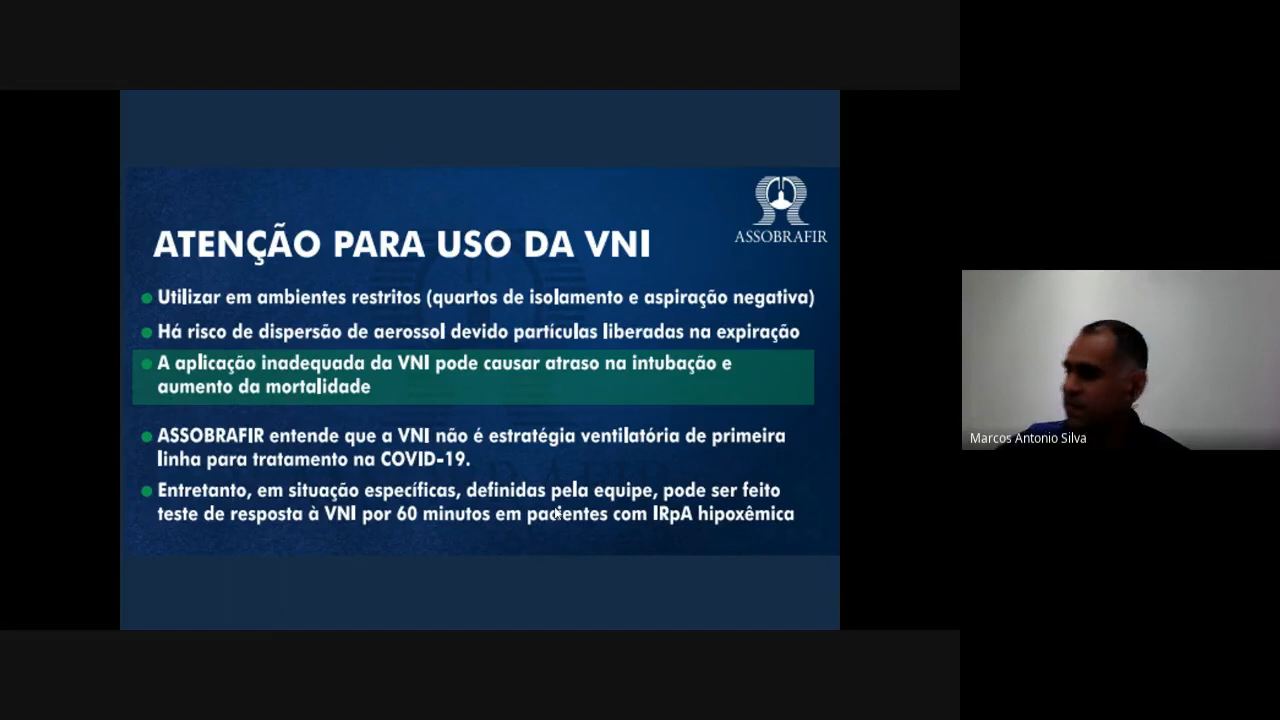 ASSOBRAFIR
ATENÇÃO PARA USO DA VNI
Utilizar em ambientes restritos (quartos de isolamento e aspiração negativa)
Há risco de dispersão de aerossol devido partículas liberadas na expiração
A aplicação inadequada da VNI pode causar atraso na intubação e
aumento da mortalidade
ASSOBRAFIR entende que a VNI não é estratégia ventilatória de primeira
linha para tratamento na COVID-19.
Entretanto, em situação específicas, definidas pela equipe, pode ser feito
teste de resposta à VNI por 60 minutos em pacientes com IRpA hipoxêmica
Marcos Antonio Silva